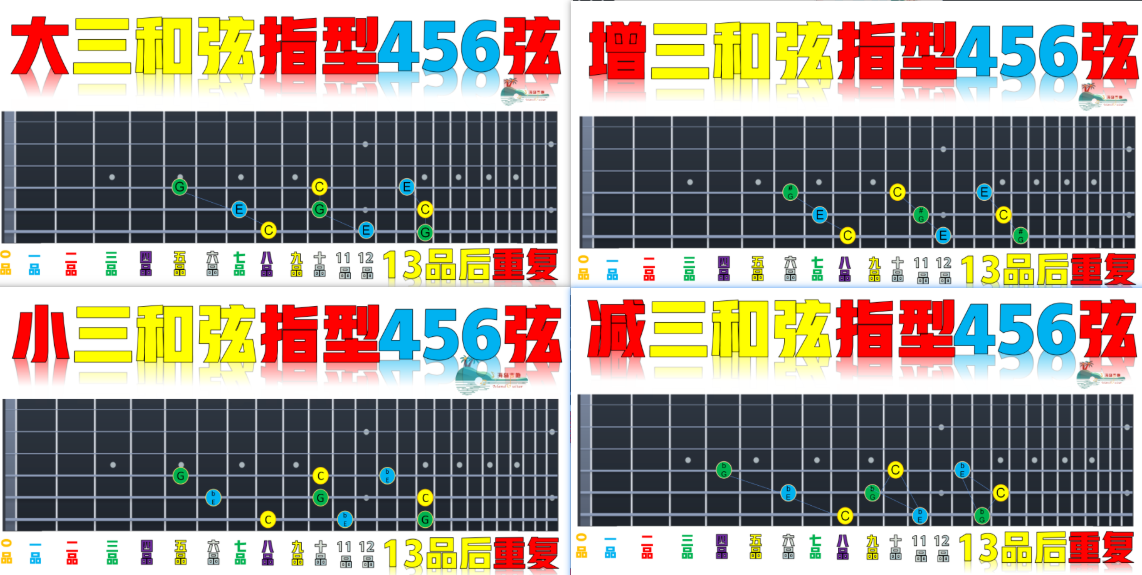 大三和弦指型456弦
G C E
E G C
C E G
0品 一品 二品 三品 四品 五品 六品 七品 八品 九品 十品 11品 12品 13品后重复
增三和弦指型456弦
#G C E
E #G C
C E #G
0品 一品 二品 三品 四品 五品 六品 七品 八品 九品 十品 11品 12品 13品后重复
小三和弦指型456弦
G C bE
bE G C
C bE G
0品 一品 二品 三品 四品 五品 六品 七品 八品 九品 十品 11品 12品 13品后重复
减三和弦指型456弦
bG C bE
bE bG C
C bE bG
0品 一品 二品 三品 四品 五品 六品 七品 八品 九品 十品 11品 12品 13品后重复